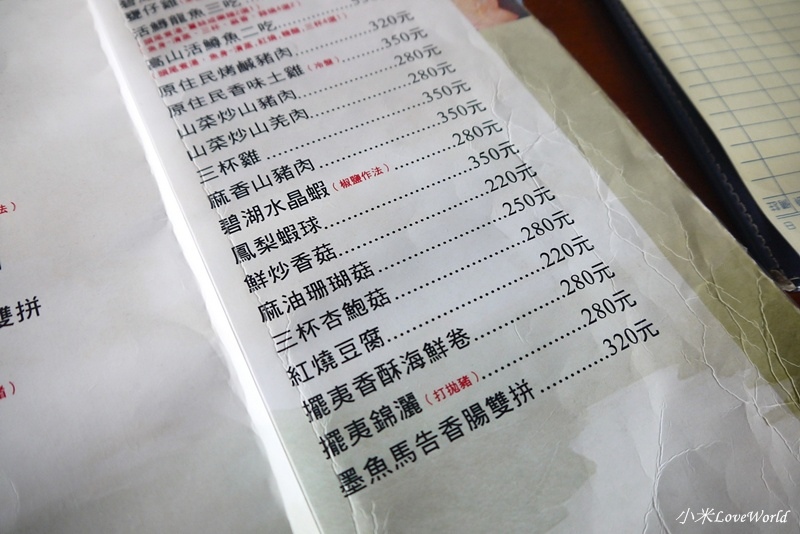 甕仔雞
活鱘龍魚三吃
高山活鱒魚二吃
原住民烤鹹豬肉 320元
原住民香味土雞(冷盤) 350元
山菜炒山豬肉 280元
山菜炒山羌肉 280元
三杯雞 350元
麻香山豬肉 350元
碧湖水晶蝦(椒鹽作法) 280元
鳳梨蝦球 350元
鮮炒香菇 220元
麻油珊瑚菇 250元
三杯杏鮑菇 280元
紅燒豆腐 220元
擺夷香酥海鮮卷 280元
擺夷錦灑(打拋豬) 280元
墨魚馬告香腸雙拼 320元
法)
雙拼
小米LoveWorld